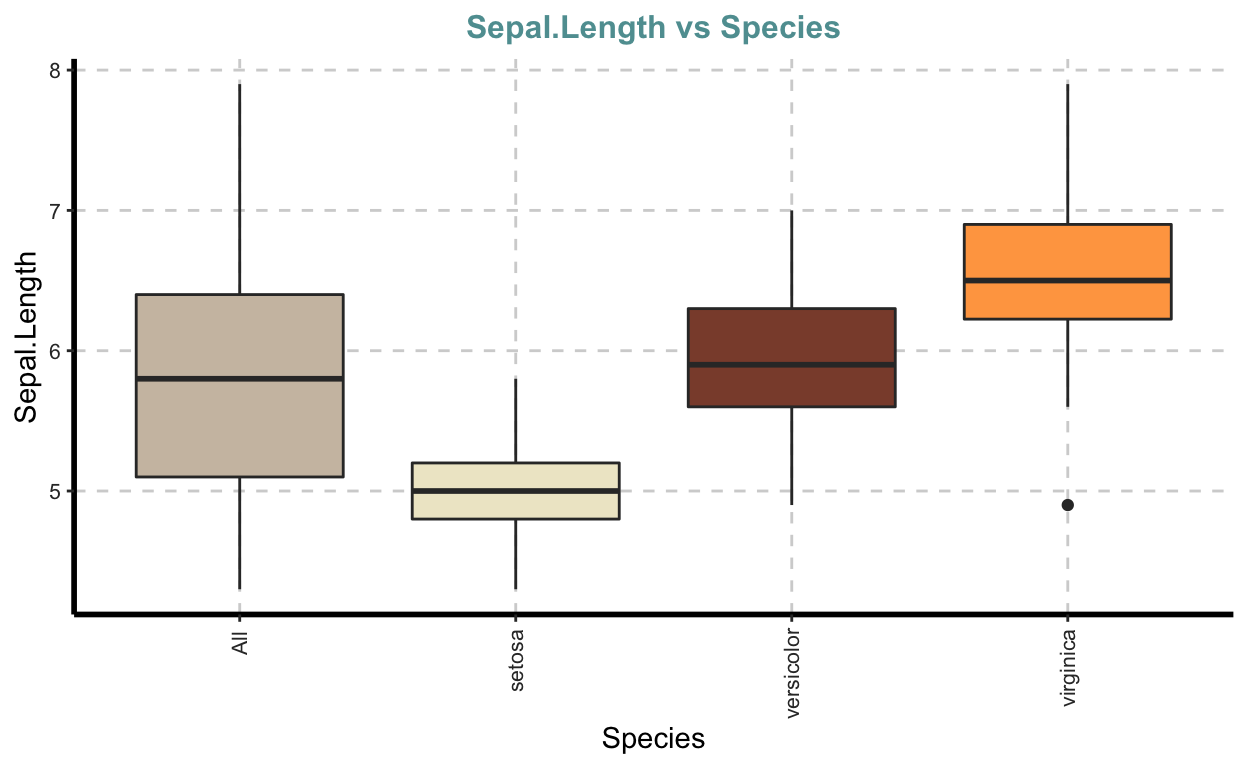 Sepal.Length vs Species
8
7
6
5
Sepal.Length
All
setosa
versicolor
virginica
Species